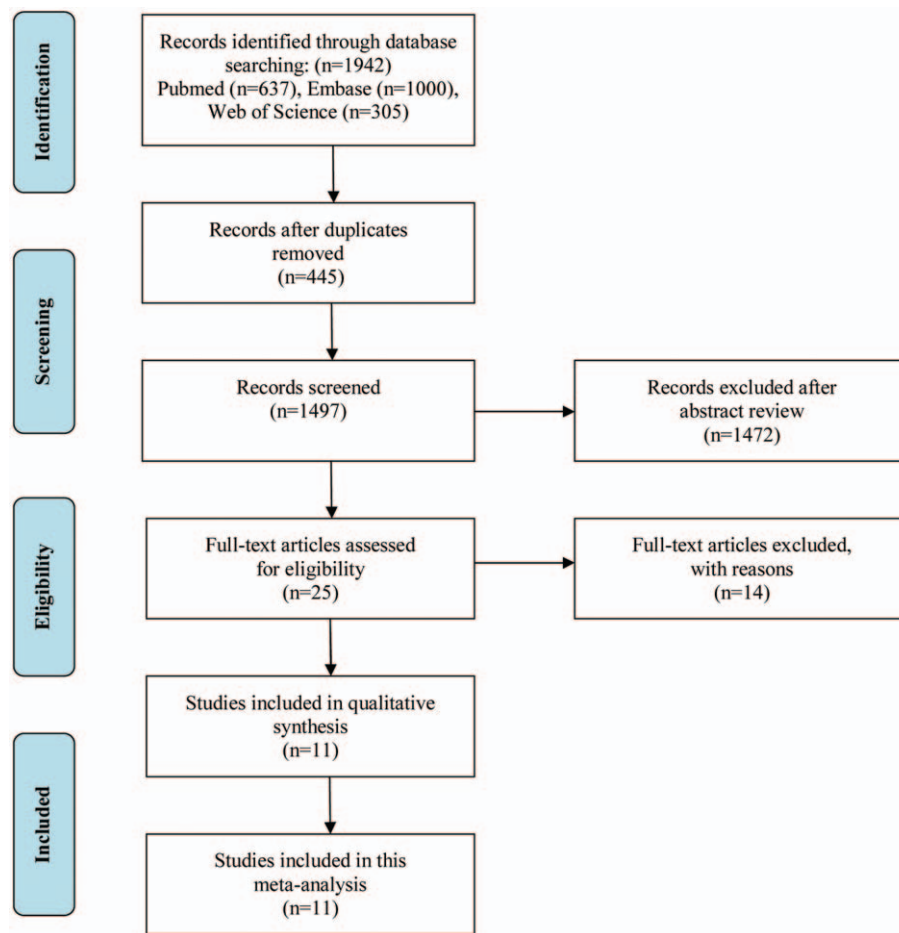 Identification
Records identified through database
searching: (n=1942)
Pubmed (n=637), Embase (n=1000),
Web of Science (n=305)
Records after duplicates
removed
(n=445)
Screening
Records screened
(n=1497)
Records excluded after
abstract review
(n=1472)
Eligibility
Full-text articles assessed
for eligibility
(n=25)
Full-text articles excluded,
with reasons
(n=14)
Studies included in qualitative
synthesis
(n=11)
Included
Studies included in this
meta-analysis
(n=11)